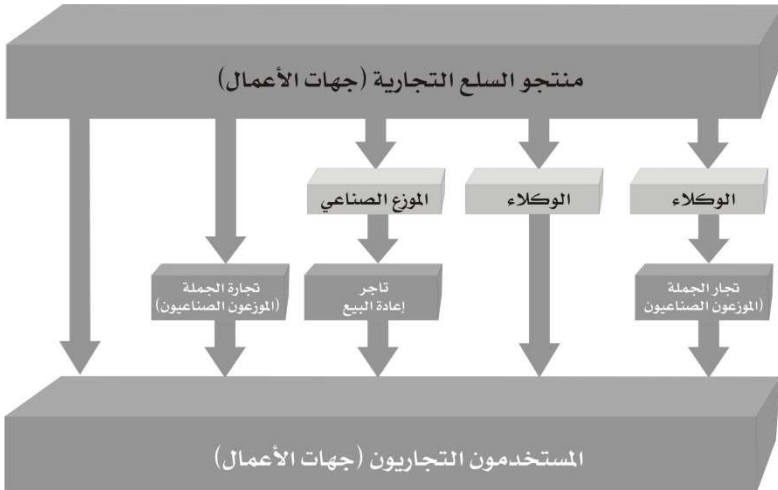 منتجو السلع التجارية (جهات الأعمال)
الوكلاء
الوكلاء
الموزع الصناعي
تجار الجملة
(الموزعون الصناعيون
تاجر
إعادة البيع
تجارة الجملة
(الموزعون الصناعيون)
المستخدمون التجاريون (جهات الأعمال)